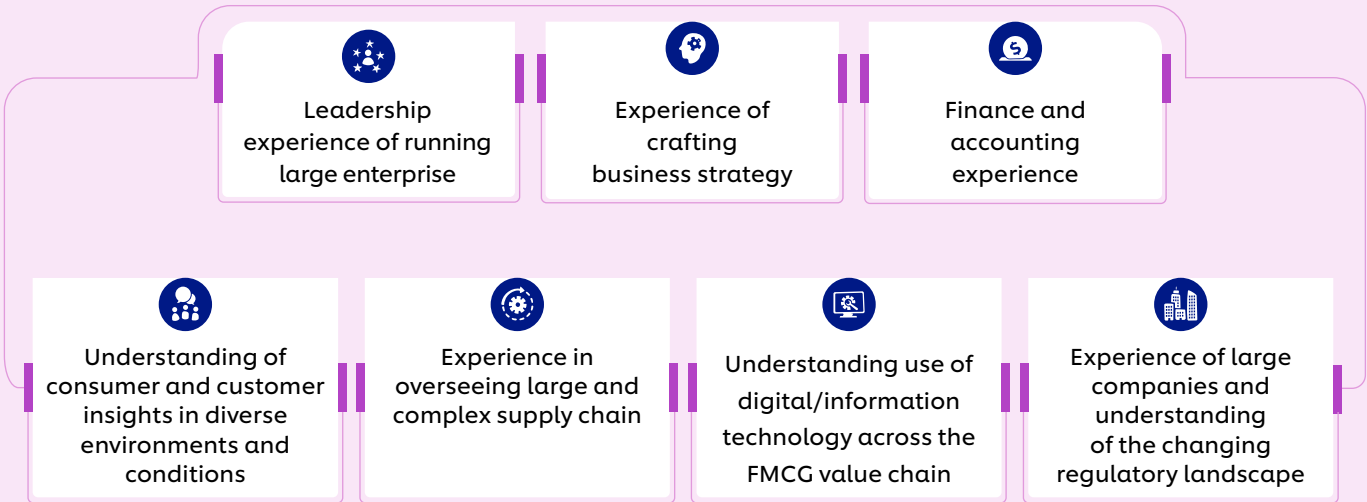 Leadership
experience of running
large enterprise
Experience of
crafting
business strategy
Finance and
accounting
experience
Understanding of
consumer and customer
insights in diverse
environments and
conditions
Experience in
overseeing large and
complex supply chain
Understanding use of
digital/information
technology across the
FMCG value chain
Experience of large
companies and
understanding
of the changing
regulatory landscape